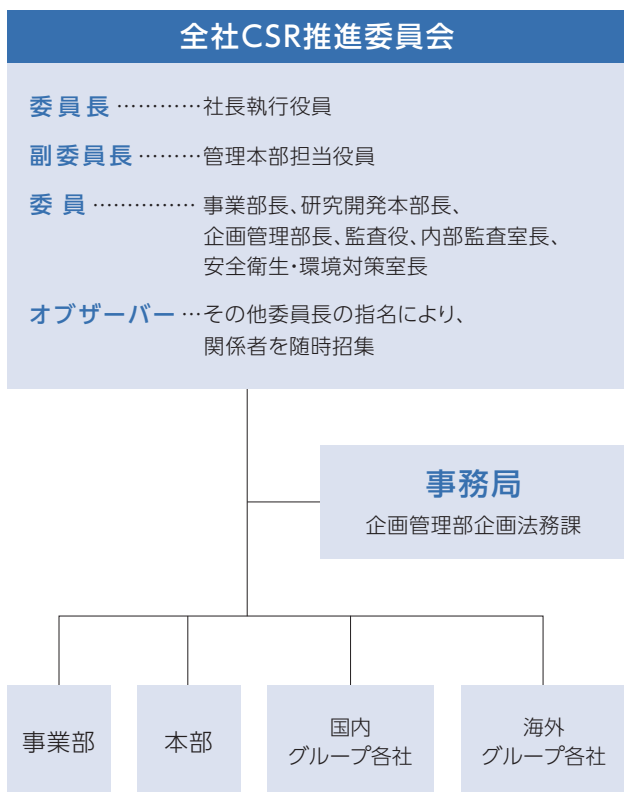 全社CSR推進委員会
委員長…………社長執行役員
副委員長………管理本部担当役員
委員……………事業部長、研究開発本部長、
企画管理部長、監査役、内部監査室長、
安全衛生・環境対策室長
オブザーバー…その他委員長の指名により、
関係者を随時招集
事務局
企画管理部企画法務課
事業部
本部
国内
グループ各社
海外
グループ各社